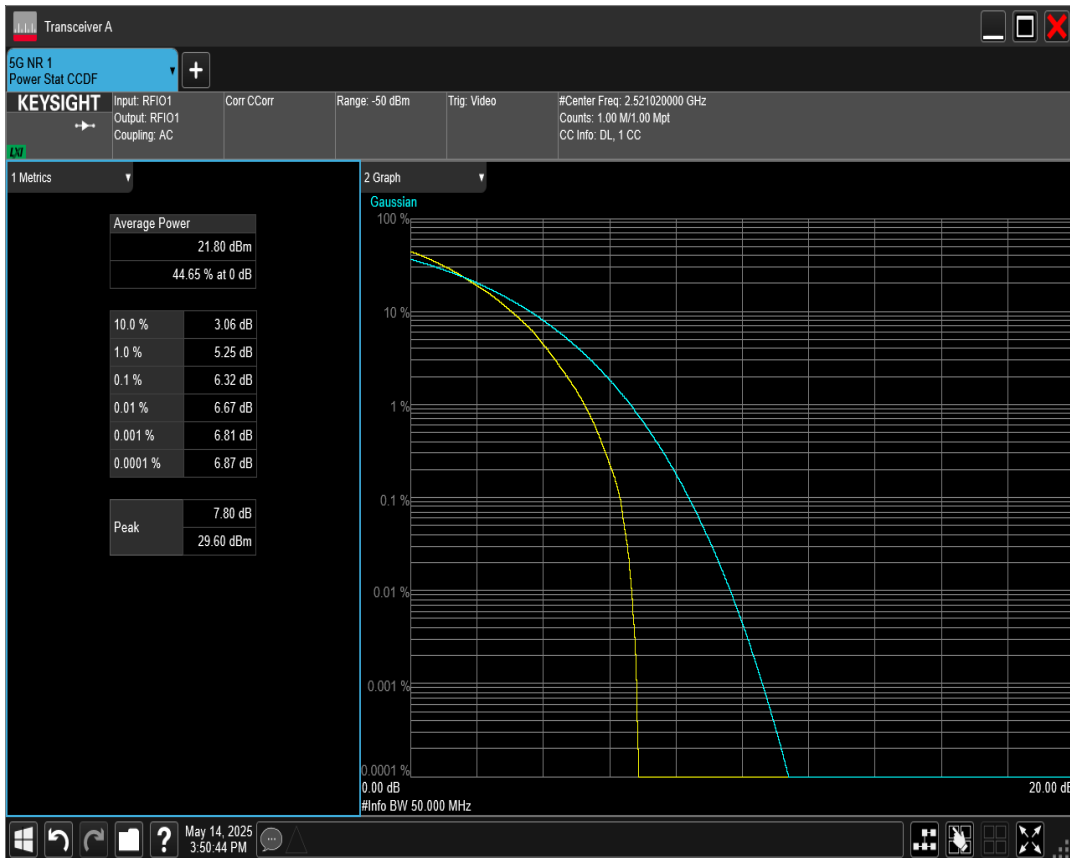 Transceiver A
5G NR 1
Power Stat CCDF
+
KEYSIGHT
LXI
Input: RFIO1
Output: RFIO1
Coupling: AC
Corr CCorr
Range: -50 dBm
Trig: Video
#Center Freq: 2.521020000 GHz
Counts: 1.00 M/1.00 Mpt
CC Info: DL, 1 CC
1 Metrics
Average Power
21.80 dBm
44.65 % at 0 dB
10.0 % 3.06 dB
1.0 % 5.25 dB
0.1 % 6.32 dB
0.01 % 6.67 dB
0.001 % 6.81 dB
0.0001 % 6.87 dB
Peak 7.80 dB
29.60 dBm
2 Graph
Gaussian
100 %
10 %
1 %
0.1 %
0.01 %
0.001 %
0.0001 %
0.00 dB 20.00 dB
#Info BW 50.000 MHz
?
May 14, 2025
3:50:44 PM